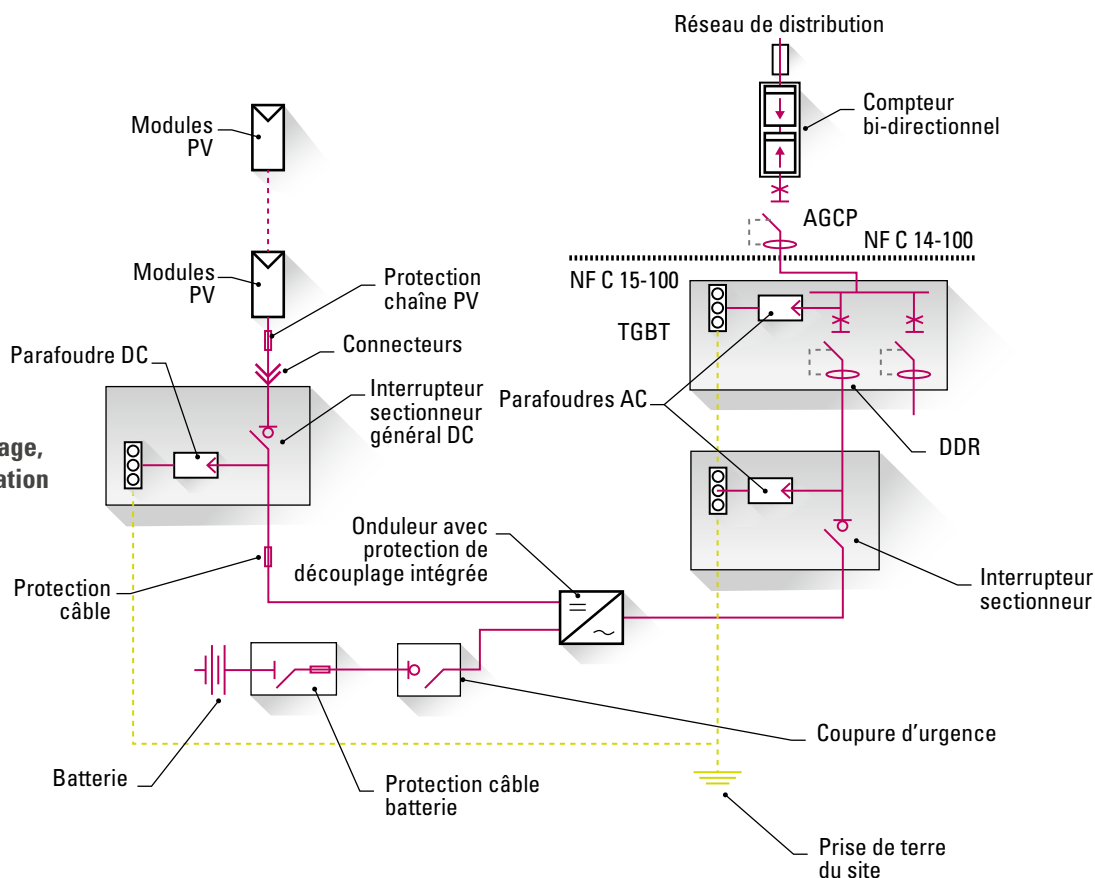 Réseau de distribution
Compteur
bi-directionnel
Modules
PV
AGCP
NF C 14-100
NF C 15-100
Modules
PV
Protection
chaîne PV
TGBT
Connecteurs
Parafoudre DC
Interrupteur
sectionneur
général DC
Parafoudres AC
DDR
age,
ation
Onduleur avec
protection de
découplage intégrée
Protection
câble
Interrupteur
sectionneur
Coupure d'urgence
Batterie
Protection câble
batterie
Prise de terre
du site